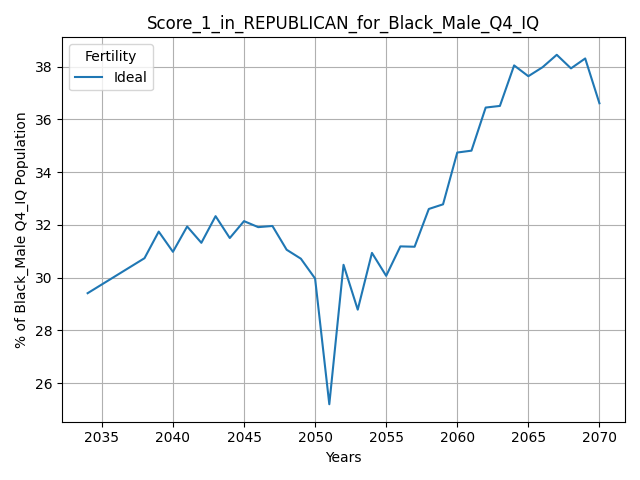 Score_1_in_REPUBLICAN_for_Black_Male_Q4_IQ
Fertility
Ideal
% of Black_Male Q4_IQ Population
38
36
34
32
30
28
26
2035 2040 2045 2050 2055 2060 2065 2070
Years